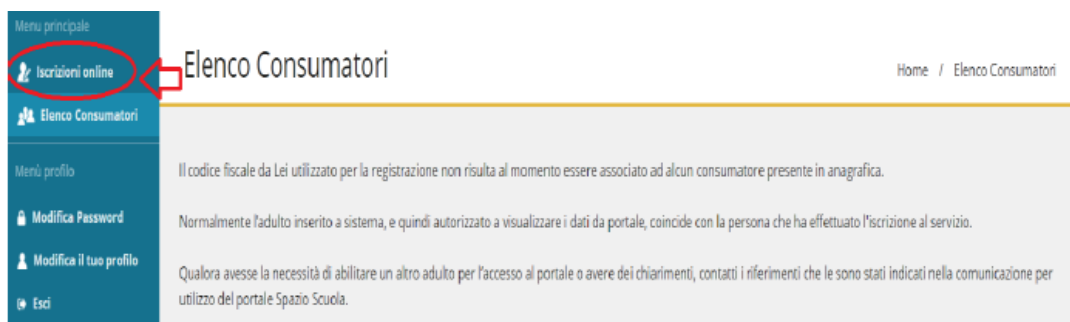 Menu principale
Iscrizioni online
Elenco Consumatori
Menù profilo
Modifica Password
Modifica il tuo profilo
Esci
Elenco Consumatori
Home / Elenco Consumatori
Il codice fiscale da Lei utilizzato per la registrazione non risulta al momento essere associato ad alcun consumatore presente in anagrafica.
Normalmente l'adulto inserito a sistema, e quindi autorizzato a visualizzare i dati da portale, coincide con la persona che ha effettuato l'iscrizione al servizio.
Qualora avesse la necessità di abilitare un altro adulto per l'accesso al portale o avere dei chiarimenti, contatti i riferimenti che le sono stati indicati nella comunicazione per
utilizzo del portale Spazio Scuola.